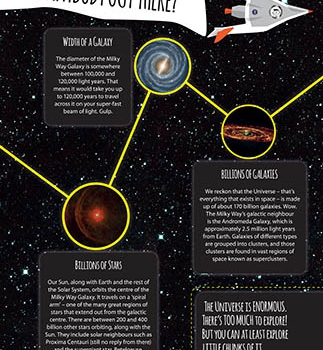 HERE?
WIDTH OF A GALAXY
The diameter of the Milky
Way Galaxy is somewhere
between 100,000 and
120,000 light years. That
means it would take you up
to 120,000 years to travel
across it on your super-fast
beam of light. Gulp.
BILLIONS OF GALAXIES
We reckon that the Universe – that's
everything that exists in space – is made
up of about 170 billion galaxies. Wow.
The Milky Way's galactic neighbour
is the Andromeda Galaxy, which is
approximately 2.5 million light years
from Earth. Galaxies of different types
are grouped into clusters, and those
clusters are found in vast regions of
space known as superclusters.
BILLIONS OF STARS
Our Sun, along with Earth and the rest of
the Solar System, orbits the centre of the
Milky Way Galaxy. It travels on a 'spiral
arm' – one of the many great regions of
stars that extend out from the galactic
centre. There are between 200 and 400
billion other stars orbiting, along with the
Sun. They include solar neighbours such as
Proxima Centauri (still no reply from there)
THE UNIVERSE IS ENORMOUS.
THERE'S TOO MUCH TO EXPLORE!
BUT YOU CAN AT LEAST EXPLORE
LITTLE CHUNKS OF IT